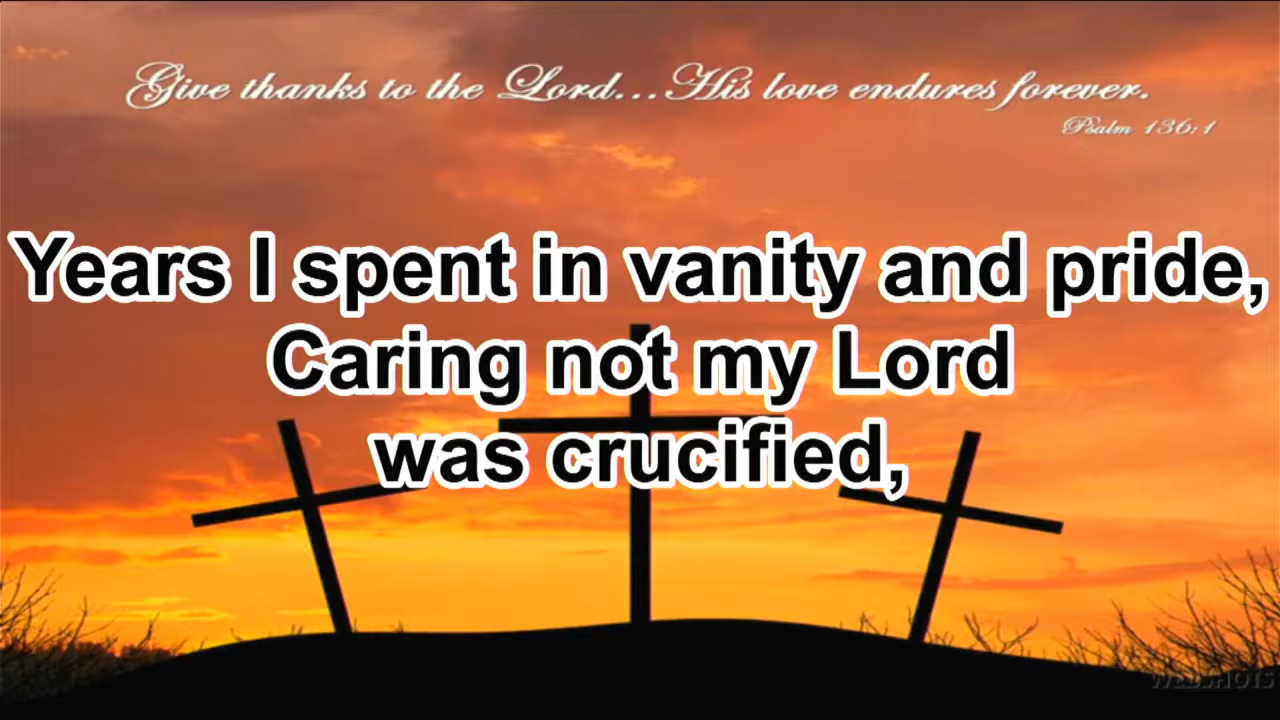 Give thanks to the Lord...His love endures forever.
Psalm 136:1
Years I spent in vanity and pride,
Caring not my Lord
was crucified,
WEBSHOTS